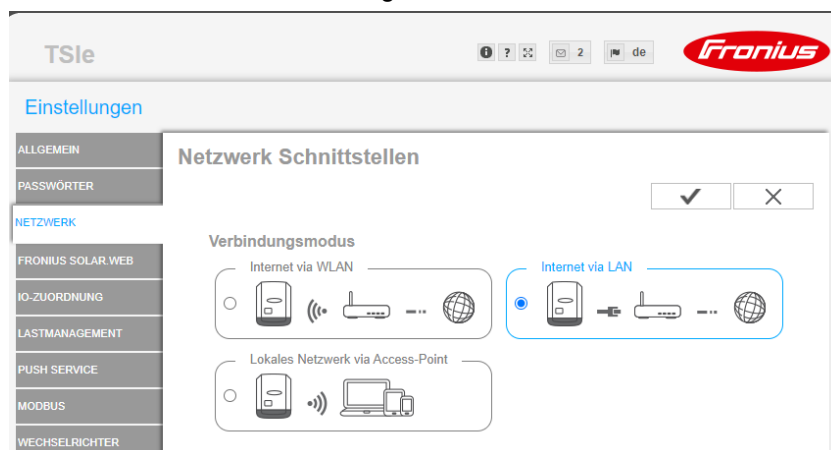 TSIe
2
de
Fronius
Einstellungen
ALLGEMEIN
PASSWÖRTER
NETZWERK
FRONIUS SOLAR.WEB
IO-ZUORDNUNG
LASTMANAGEMENT
PUSH SERVICE
MODBUS
WECHSELRICHTER
Netzwerk Schnittstellen
Verbindungsmodus
Internet via WLAN
Internet via LAN
Lokales Netzwerk via Access-Point